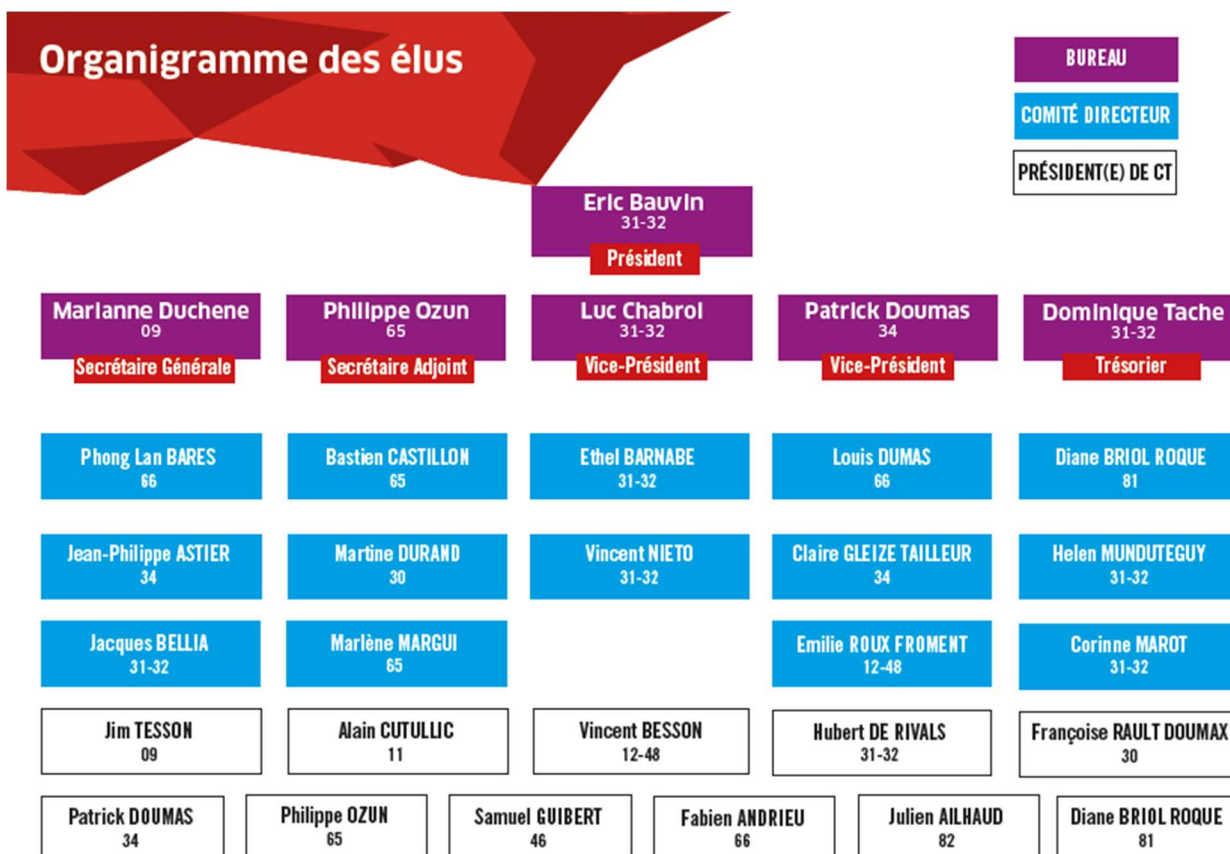 Organigramme des élus
BUREAU
COMITÉ DIRECTEUR
PRÉSIDENT(E) DE CT
Eric Bauvin
31-32
Président
Marianne Duchene
09
Secrétaire Générale
Philippe Ozun
65
Secrétaire Adjoint
Luc Chabrol
31-32
Vice-Président
Patrick Doumas
34
Vice-Président
Dominique Tache
31-32
Trésorier
Phong Lan BARES
66
Bastien CASTILLON
65
Ethel BARNABE
31-32
Louis DUMAS
66
Diane BRIOL ROQUE
81
Jean-Philippe ASTIER
34
Martine DURAND
30
Vincent NIETO
31-32
Claire GLEIZE TAILLEUR
34
Helen MUNDUTEGUY
31-32
Jacques BELLIA
31-32
Marlène MARGUI
65
Emilie ROUX FROMENT
12-48
Corinne MAROT
31-32
Jim TESSON
09
Alain CUTULLIC
11
Vincent BESSON
12-48
Hubert DE RIVALS
31-32
Françoise RAULT DOUMAX
30
Patrick DOUMAS
34
Philippe OZUN
65
Samuel GUIBERT
46
Fabien ANDRIEU
66
Julien AILHAUD
82
Diane BRIOL ROQUE
81